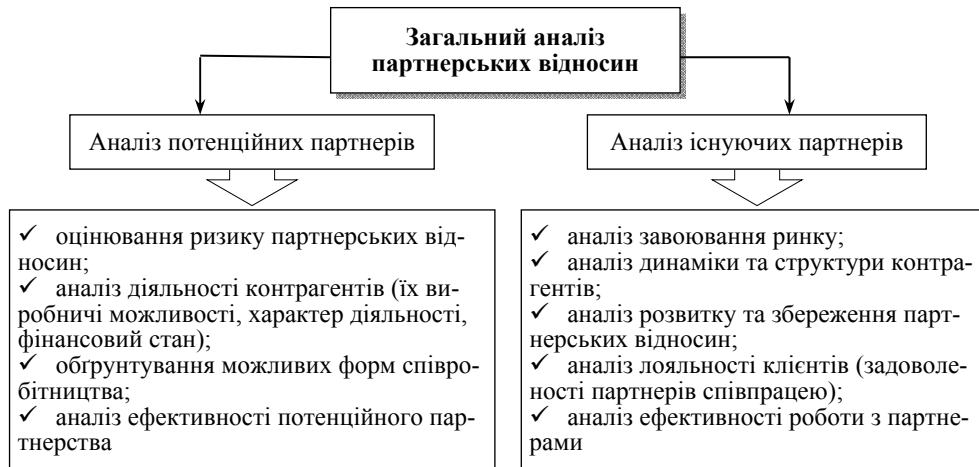 Загальний аналіз
партнерських відносин
Аналіз потенційних партнерів
Аналіз існуючих партнерів
✓ оцінювання ризику партнерських від-
носин;
✓ аналіз діяльності контрагентів (їх ви-
робничі можливості, характер діяльності,
фінансовий стан);
✓ обґрунтування можливих форм співро-
бітництва;
✓ аналіз ефективності потенційного пар-
тнерства
✓ аналіз завоювання ринку;
✓ аналіз динаміки та структури контра-
гентів;
✓ аналіз розвитку та збереження парт-
нерських відносин;
✓ аналіз лояльності клієнтів (задоволе-
ності партнерів співпрацею);
✓ аналіз ефективності роботи з партне-
рами